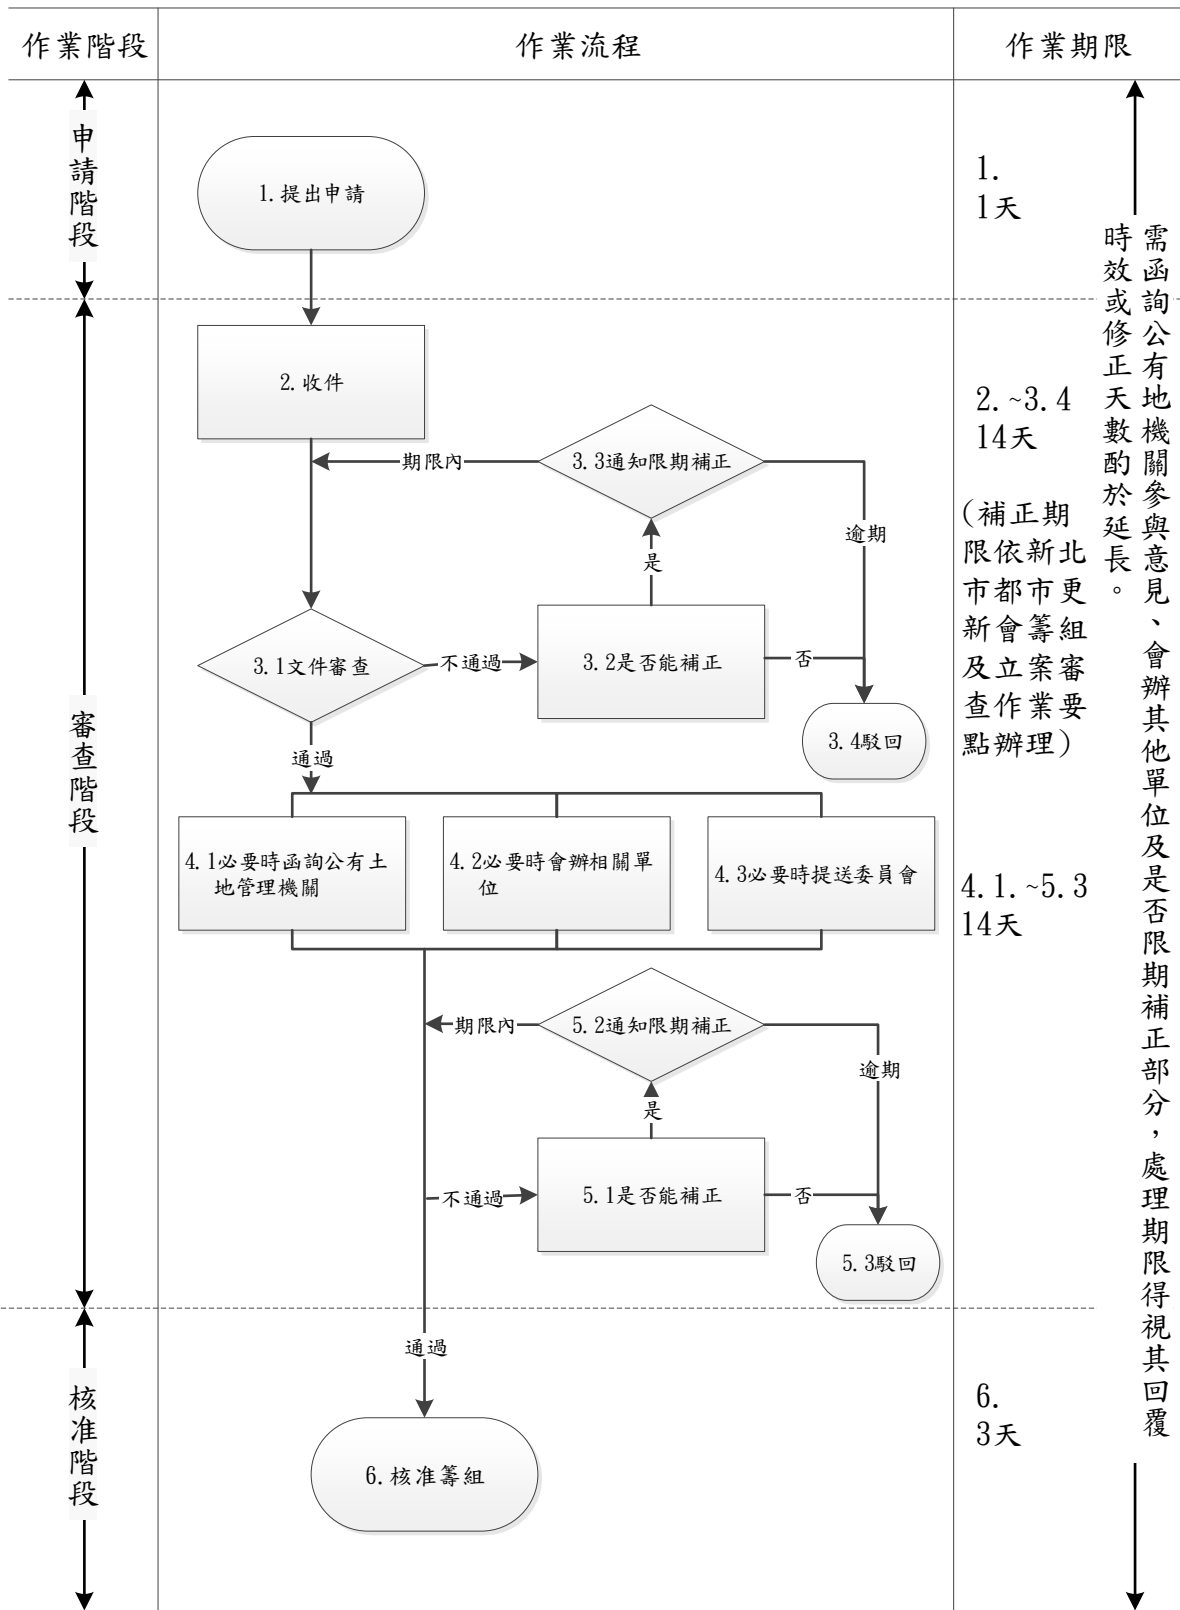 作業階段
作業流程
作業期限
申請階段
1.提出申請
1.
1天
審查階段
2.收件
2.~3.4
14天
(補正期
限依新北
市都市更
新會籌組
及立案審
查作業要
點辦理)
期限內
3.3通知限期補正
逾期
是
3.1文件審查
不通過
3.2是否能補正
否
3.4駁回
通過
4.1必要時函詢公有土
地管理機關
4.2必要時會辦相關單
位
4.3必要時提送委員會
4.1.~5.3
14天
期限內
5.2通知限期補正
逾期
是
不通過
5.1是否能補正
否
5.3駁回
核准階段
通過
6.核准籌組
6.
3天
需函詢公有地機關參與意見、會辦其他單位及是否限期補正部分,處理期限得視其回覆
時效或修正天數酌於延長。